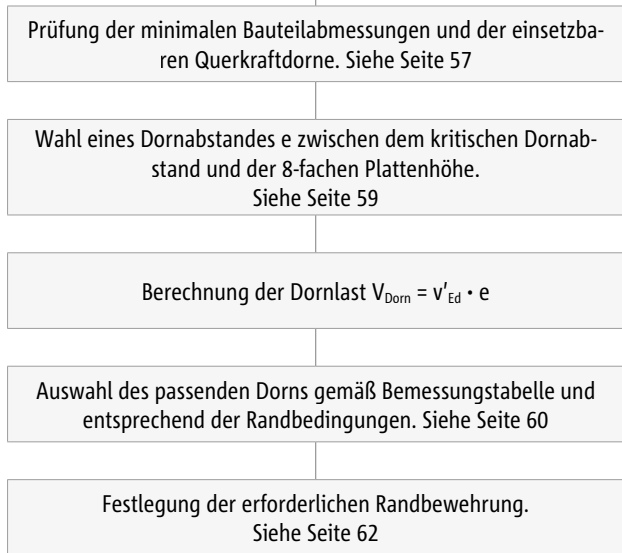 Prüfung der minimalen Bauteilabmessungen und der einsetzba-
ren Querkraftdorne. Siehe Seite 57
Wahl eines Dornabstandes e zwischen dem kritischen Dornab-
stand und der 8-fachen Plattenhöhe.
Siehe Seite 59
Berechnung der Dornlast V_Dorn = v'_Ed · e
Auswahl des passenden Dorns gemäß Bemessungstabelle und
entsprechend der Randbedingungen. Siehe Seite 60
Festlegung der erforderlichen Randbewehrung.
Siehe Seite 62